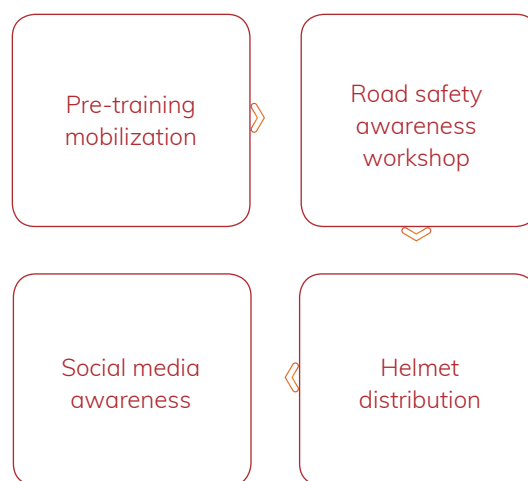 Pre-training
mobilization
Road safety
awareness
workshop
Helmet
distribution
Social media
awareness